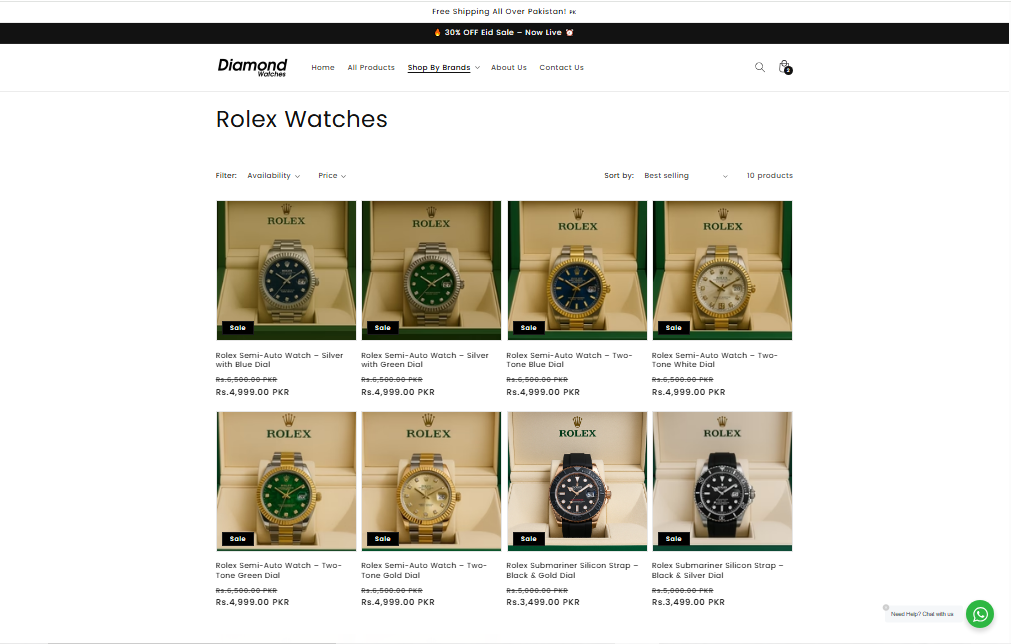 Free Shipping All Over Pakistan! PK
🔥 30% OFF Eid Sale – Now Live ⏰
Diamond
Watches
Home All Products Shop By Brands About Us Contact Us
2
Rolex Watches
Filter: Availability Price Sort by: Best selling 10 products
ROLEX ROLEX ROLEX ROLEX
Sale Sale Sale Sale
Rolex Semi-Auto Watch – Silver with Blue Dial
Rolex Semi-Auto Watch – Silver with Green Dial
Rolex Semi-Auto Watch – Two-Tone Blue Dial
Rolex Semi-Auto Watch – Two-Tone White Dial
Rs.6,500.00 PKR Rs.6,500.00 PKR Rs.6,500.00 PKR Rs.6,500.00 PKR
Rs.4,999.00 PKR Rs.4,999.00 PKR Rs.4,999.00 PKR Rs.4,999.00 PKR
ROLEX ROLEX ROLEX ROLEX
Sale Sale Sale Sale
Rolex Semi-Auto Watch – Two-Tone Green Dial
Rolex Semi-Auto Watch – Two-Tone Gold Dial
Rolex Submariner Silicon Strap – Black & Gold Dial
Rolex Submariner Silicon Strap – Black & Silver Dial
Rs.6,500.00 PKR Rs.6,500.00 PKR Rs.5,000.00 PKR Rs.5,000.00 PKR
Rs.4,999.00 PKR Rs.4,999.00 PKR Rs.3,499.00 PKR Rs.3,499.00 PKR
Need Help? Chat with us